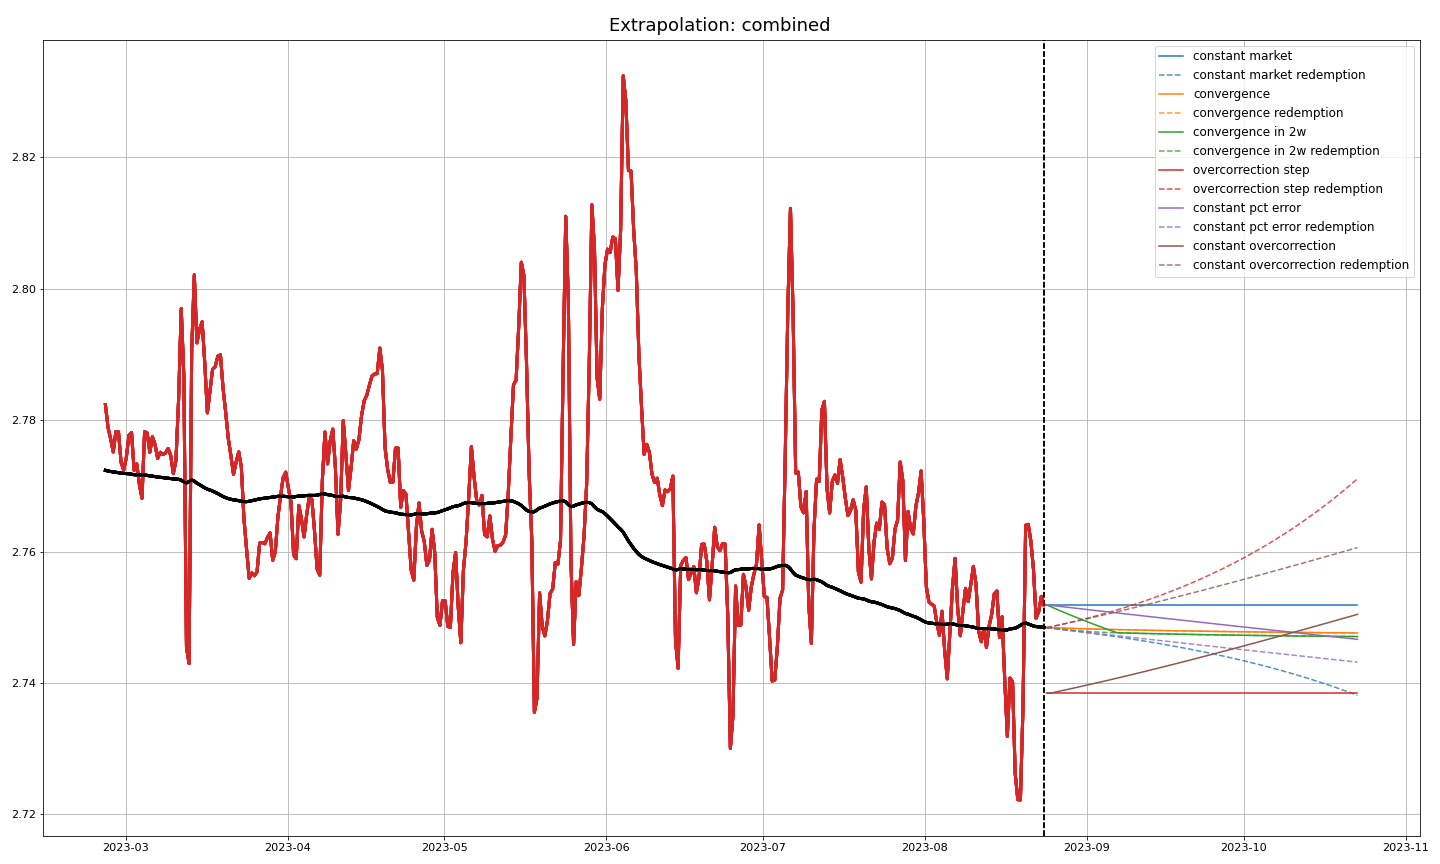 Extrapolation: combined
constant market
constant market redemption
convergence
convergence redemption
convergence in 2w
convergence in 2w redemption
overcorrection step
overcorrection step redemption
constant pct error
constant pct error redemption
constant overcorrection
constant overcorrection redemption
2.82
2.80
2.78
2.76
2.74
2.72
2023-03 2023-04 2023-05 2023-06 2023-07 2023-08 2023-09 2023-10 2023-11